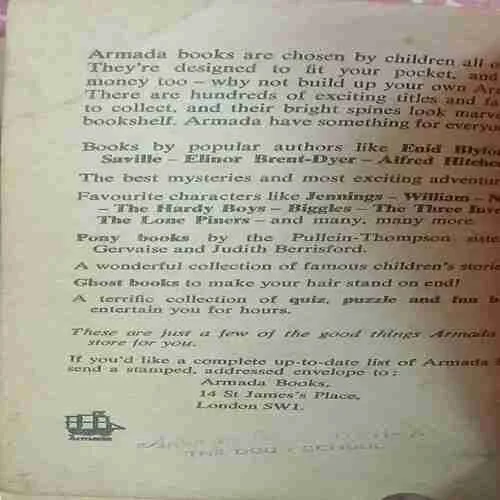 Armada books are chosen by children all o
They're designed to fit your pocket, and
money too – why not build up your own Arm
There are hundreds of exciting titles and fa
to collect, and their bright spines look marve
bookshelf. Armada have something for everyo
Books by popular authors like Enid Blyto
Saville – Elinor Brent-Dyer – Alfred Hitchc
The best mysteries and most exciting adventur
Favourite characters like Jennings – William – N
– The Hardy Boys – Biggles – The Three Inv
The Lone Piners – and many, many more
Pony books by the Pullein-Thompson siste
Gervaise and Judith Berrisford.
A wonderful collection of famous children's storie
Ghost books to make your hair stand on end!
A terrific collection of quiz, puzzle and fun b
entertain you for hours.
These are just a few of the good things Armada
store for you.
If you'd like a complete up-to-date list of Armada b
send a stamped, addressed envelope to:
Armada Books,
14 St James's Place,
London SW1.
Armada